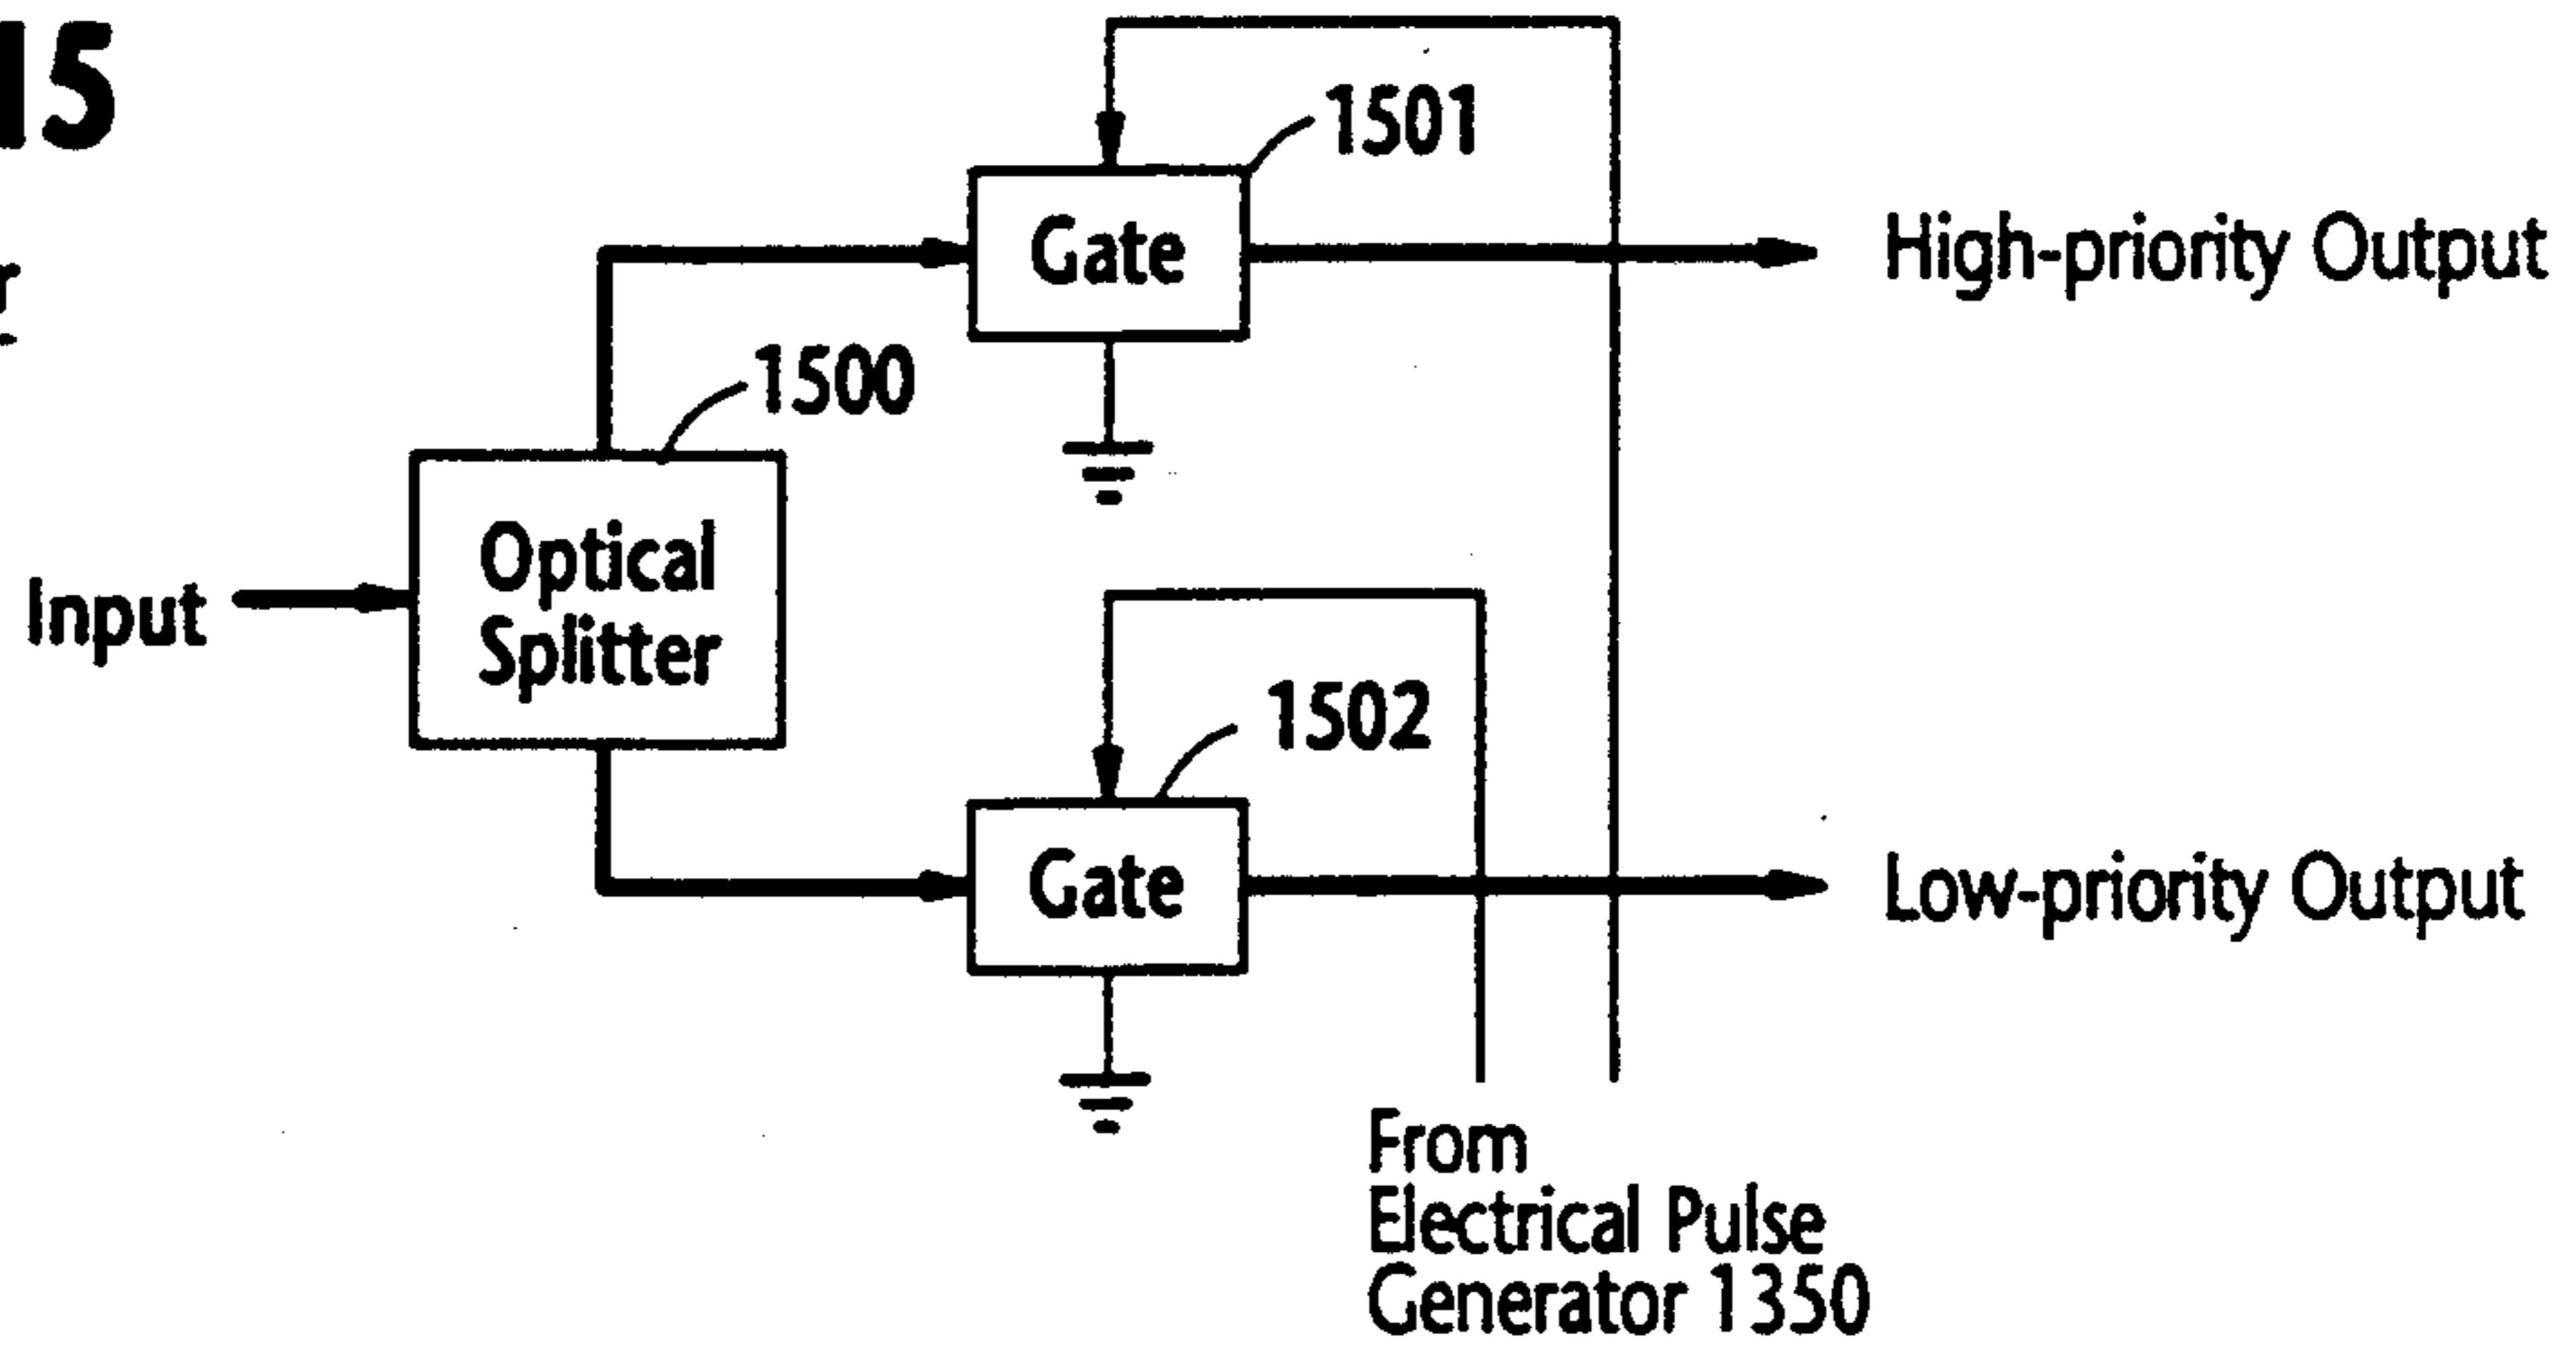 15
1501
Gate
High-priority Output
1500
Optical
Splitter
Input
1502
Gate
Low-priority Output
From
Electrical Pulse
Generator 1350